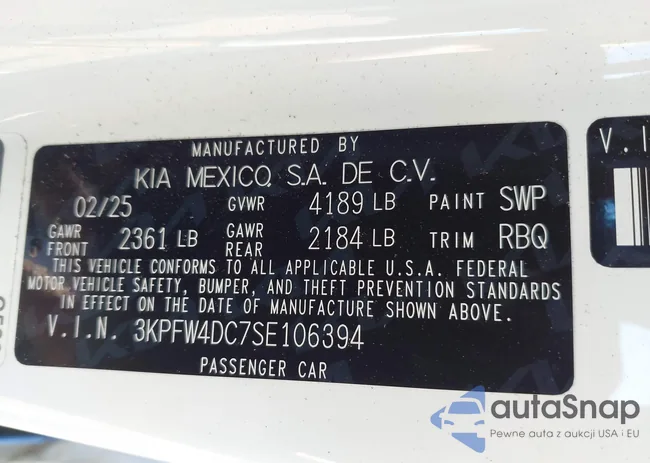 MANUFACTURED BY
KIA MEXICO, S.A. DE C.V.
02/25 GVWR 4189 LB PAINT SWP
GAWR FRONT 2361 LB GAWR REAR 2184 LB TRIM RBQ
THIS VEHICLE CONFORMS TO ALL APPLICABLE U.S.A. FEDERAL
MOTOR VEHICLE SAFETY, BUMPER, AND THEFT PREVENTION STANDARDS
IN EFFECT ON THE DATE OF MANUFACTURE SHOWN ABOVE.
V.I.N. 3KPFW4DC7SE106394
PASSENGER CAR
V.I
autaSnap
Pewne auta z aukcji USA i EU